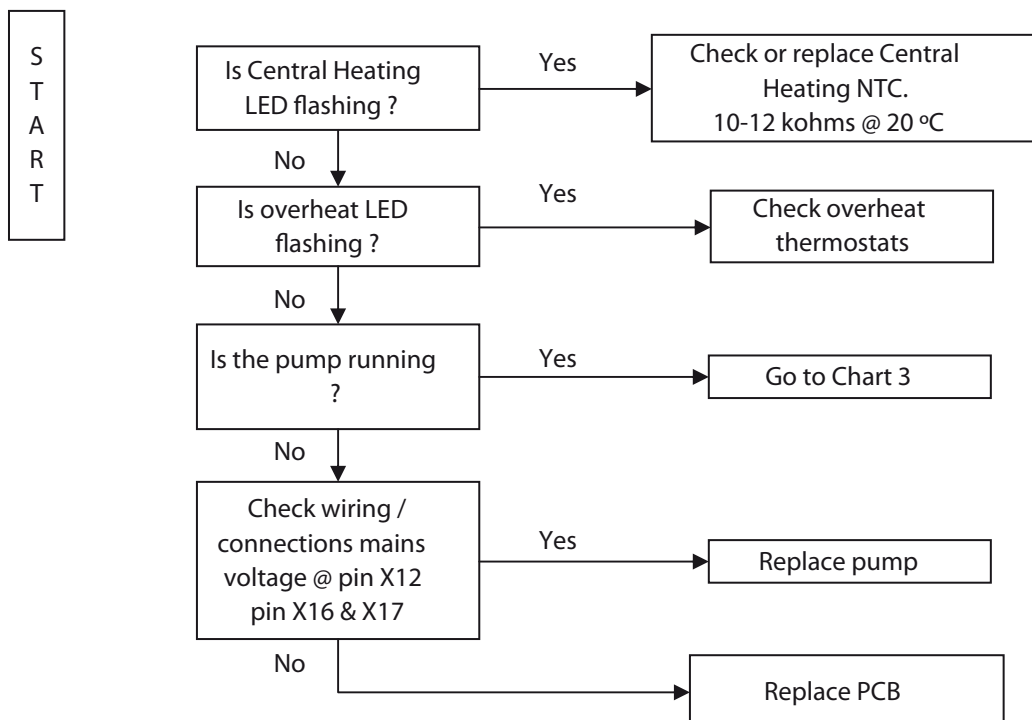 S
T
A
R
T
Is Central Heating
LED flashing ?
Yes
Check or replace Central
Heating NTC.
10-12 kohms @ 20 ºC
No
Is overheat LED
flashing ?
Yes
Check overheat
thermostats
No
Is the pump running
?
Yes
Go to Chart 3
No
Check wiring /
connections mains
voltage @ pin X12
pin X16 & X17
Yes
Replace pump
No
Replace PCB